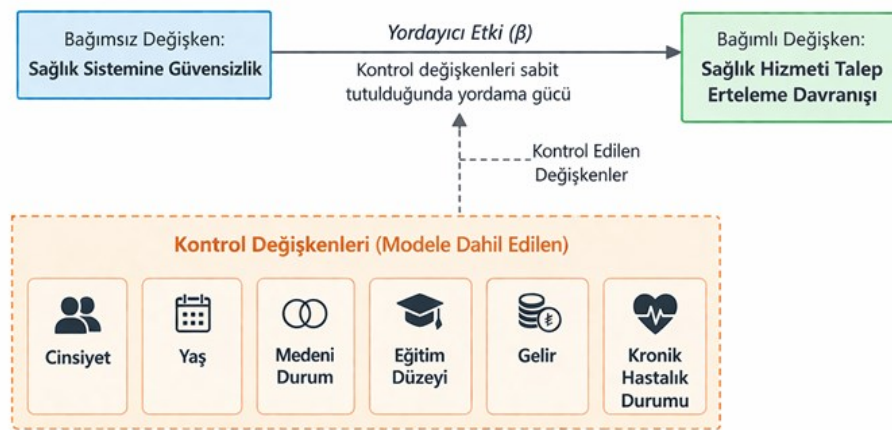 Bağımsız Değişken:
Sağlık Sistemine Güvensizlik
Yordayıcı Etki (β)
Kontrol değişkenleri sabit
tutulduğunda yordama gücü
Bağımlı Değişken:
Sağlık Hizmeti Talep
Erteleme Davranışı
Kontrol Edilen
Değişkenler
Kontrol Değişkenleri (Modele Dahil Edilen)
Cinsiyet
Yaş
Medeni
Durum
Eğitim
Düzeyi
₺
Gelir
Kronik
Hastalık
Durumu